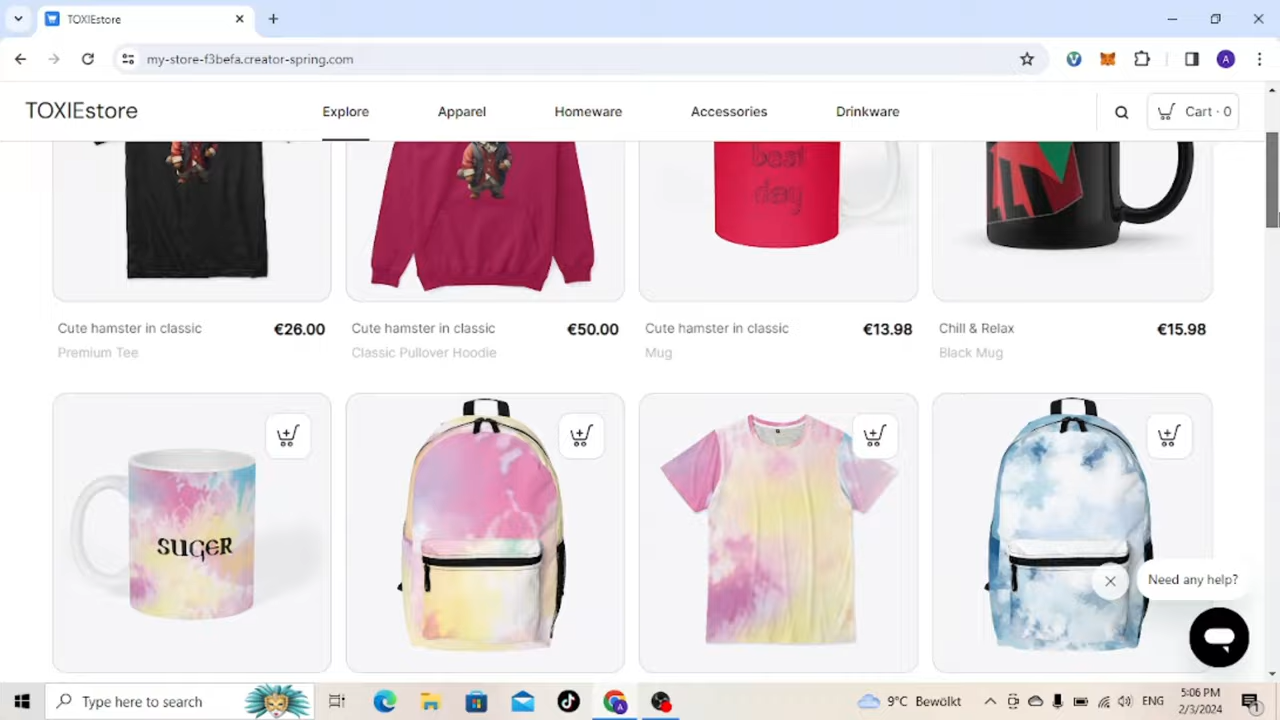 TOXIEstore
my-store-f3befa.creator-spring.com
A
TOXIEstore
Explore
Apparel
Homeware
Accessories
Drinkware
Cart · 0
best
day
Cute hamster in classic
€26.00
Premium Tee
Cute hamster in classic
€50.00
Classic Pullover Hoodie
Cute hamster in classic
€13.98
Mug
Chill & Relax
€15.98
Black Mug
SUGER
Need any help?
Type here to search
9°C Bewölkt
ENG
5:06 PM
2/3/2024
1